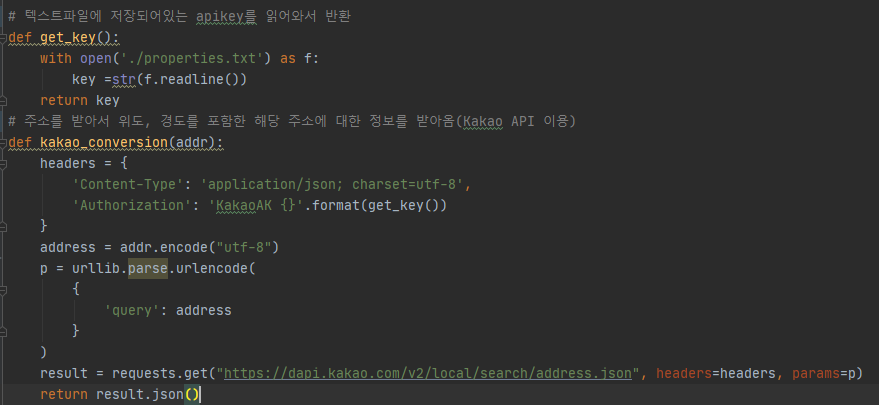 # 텍스트파일에 저장되어있는 apikey를 읽어와서 반환
def get_key():
    with open('./properties.txt') as f:
        key =str(f.readline())
    return key
# 주소를 받아서 위도, 경도를 포함한 해당 주소에 대한 정보를 받아옴(Kakao API 이용)
def kakao_conversion(addr):
    headers = {
        'Content-Type': 'application/json; charset=utf-8',
        'Authorization': 'KakaoAK {}'.format(get_key())
    }
    address = addr.encode("utf-8")
    p = urllib.parse.urlencode(
        {
            'query': address
        }
    )
    result = requests.get("https://dapi.kakao.com/v2/local/search/address.json", headers=headers, params=p)
    return result.json()